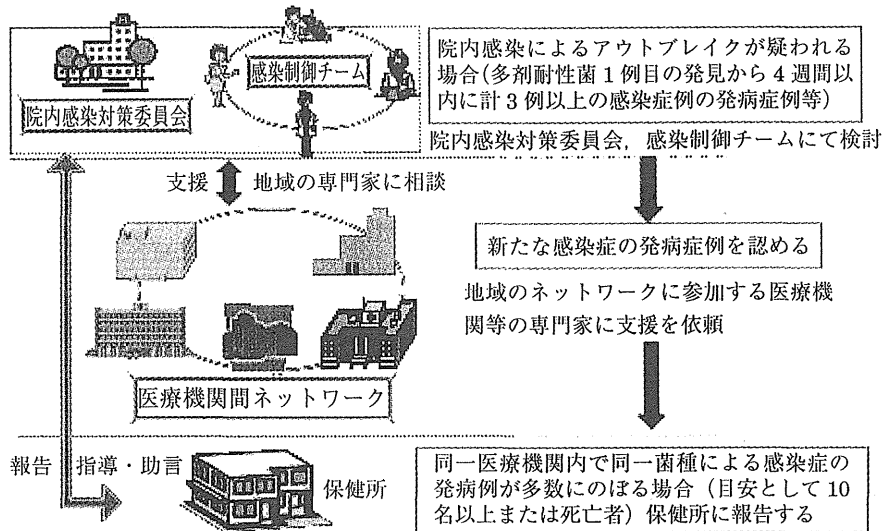 感染制御チーム
院内感染対策委員会
院内感染によるアウトブレイクが疑われる
場合(多剤耐性菌1例目の発見から4週間以
内に計3例以上の感染症例の発病症例等)
院内感染対策委員会,感染制御チームにて検討
支援 地域の専門家に相談
新たな感染症の発病症例を認める
地域のネットワークに参加する医療機
関等の専門家に支援を依頼
医療機関間ネットワーク
報告 指導・助言
保健所
同一医療機関内で同一菌種による感染症の
発病例が多数にのぼる場合(目安として10
名以上または死亡者)保健所に報告する